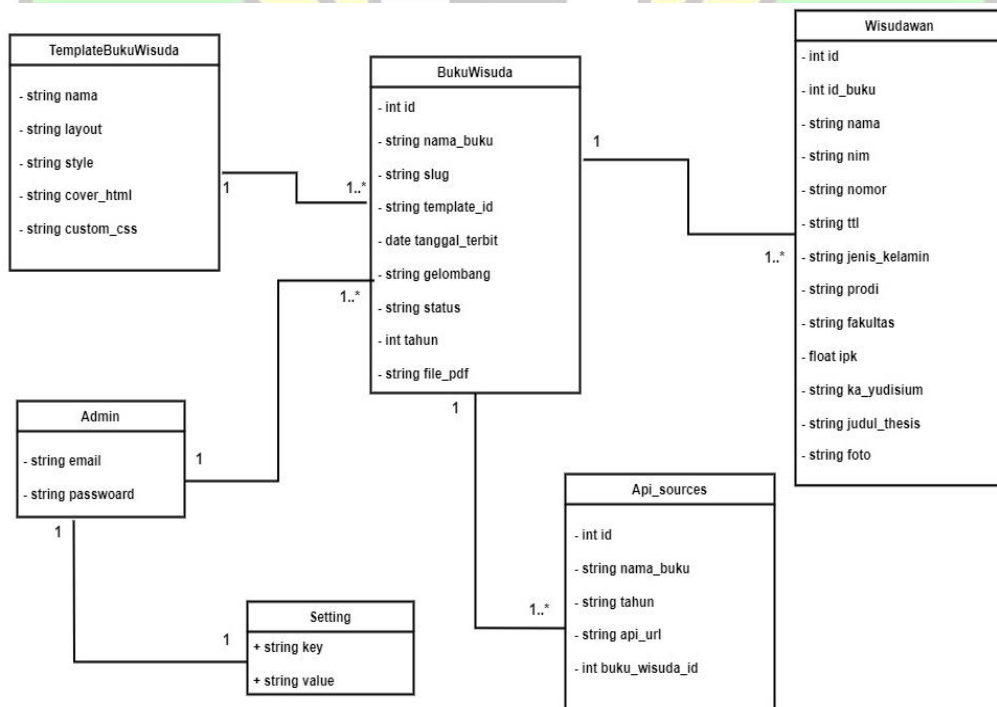 TemplateBukuWisuda
- string nama
- string layout
- string style
- string cover_html
- string custom_css
1
1..*
BukuWisuda
- int id
- string nama_buku
- string slug
- string template_id
- date tanggal_terbit
- string gelombang
- string status
- int tahun
- string file_pdf
1
1..*
Wisudawan
- int id
- int id_buku
- string nama
- string nim
- string nomor
- string ttl
- string jenis_kelamin
- string prodi
- string fakultas
- float ipk
- string ka_yudisium
- string judul_thesis
- string foto
1..*
Admin
- string email
- string passwoard
1
1
1
Setting
+ string key
+ string value
1
1..*
Api_sources
- int id
- string nama_buku
- string tahun
- string api_url
- int buku_wisuda_id